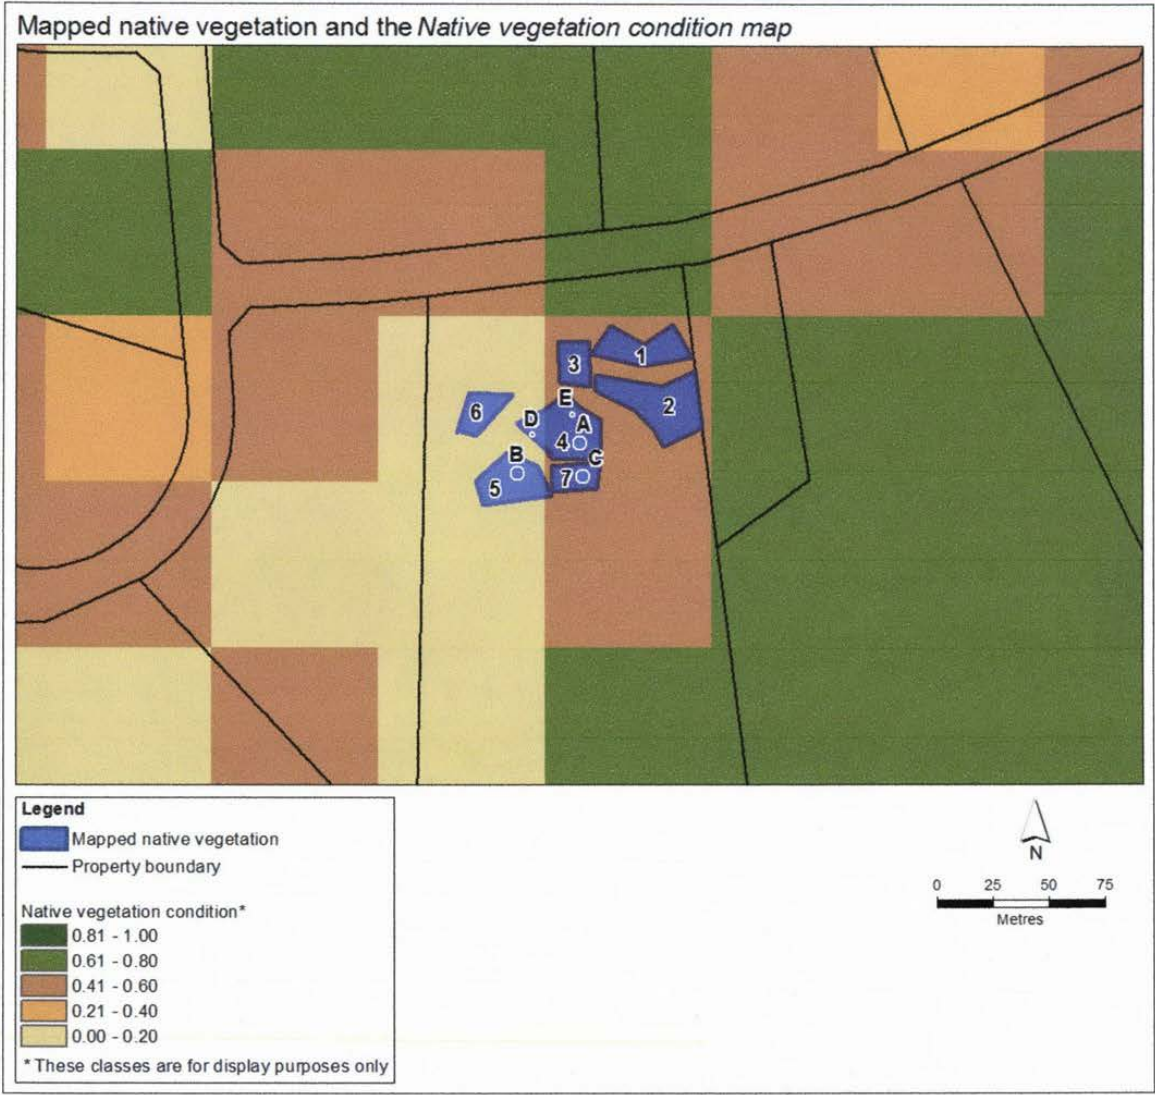 Mapped native vegetation and the Native vegetation condition map
3
1
2
6
E
D
A
4
B
C
5
7
Legend
Mapped native vegetation
Property boundary
Native vegetation condition*
0.81 - 1.00
0.61 - 0.80
0.41 - 0.60
0.21 - 0.40
0.00 - 0.20
* These classes are for display purposes only
N
0 25 50 75
Metres